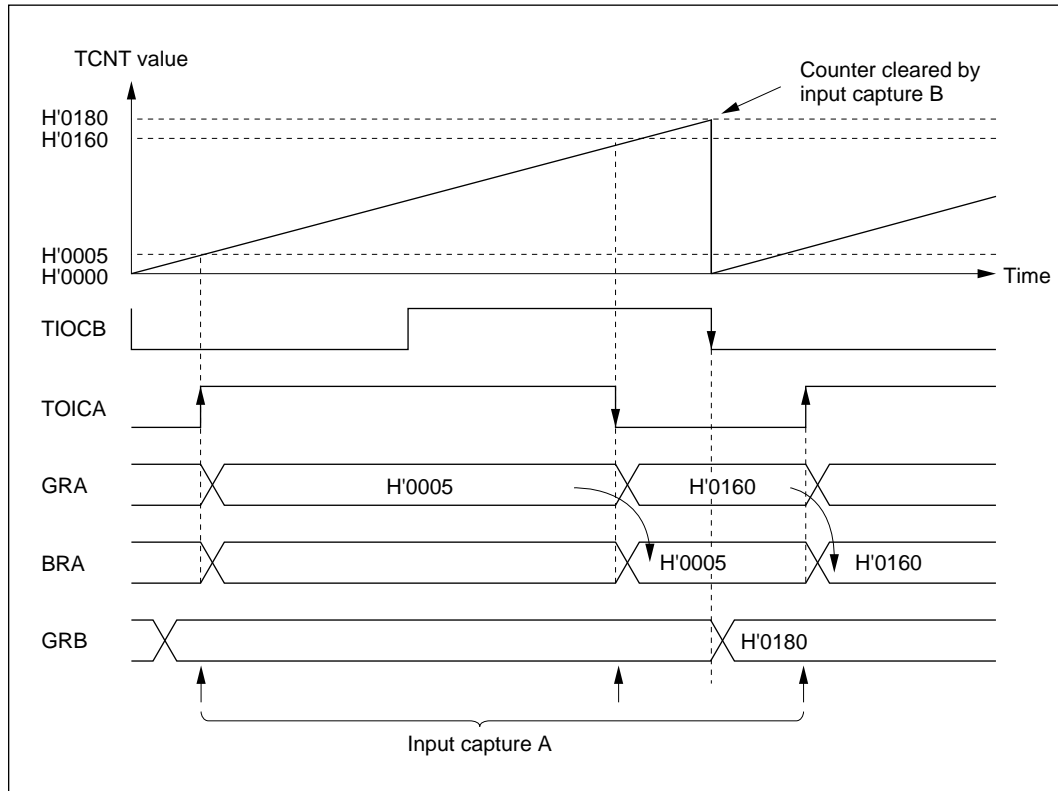 TCNT value
Counter cleared by
input capture B
H'0180
H'0160
H'0005
H'0000
Time
TIOCB
TOICA
GRA
H'0005
H'0160
BRA
H'0005
H'0160
GRB
H'0180
Input capture A